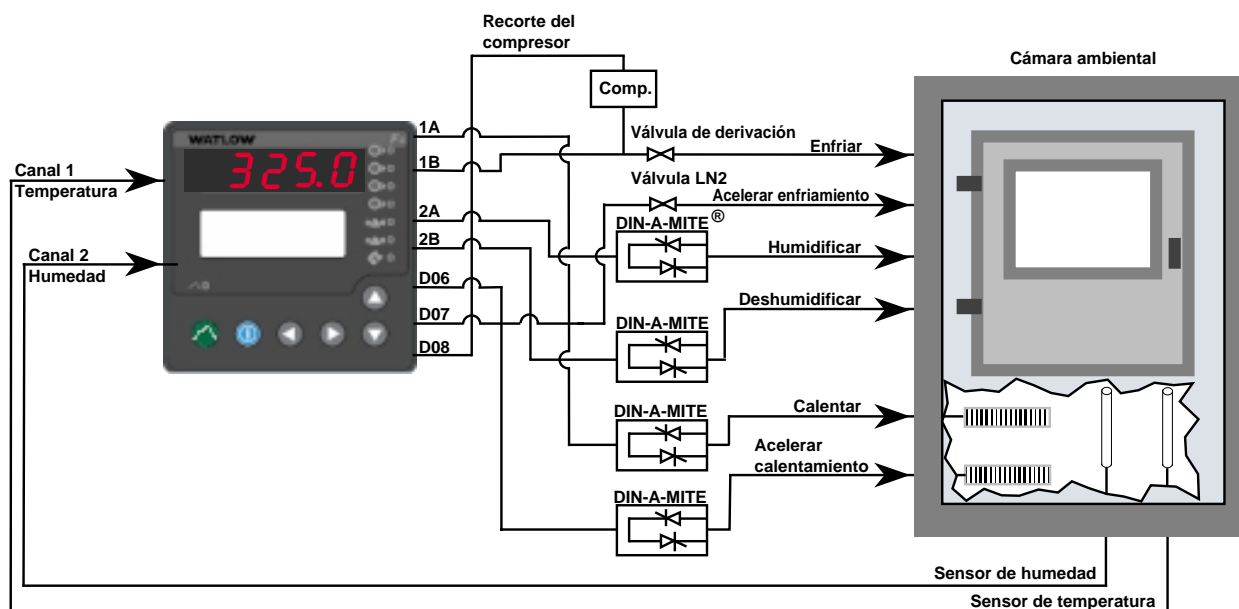 Recorte del
compresor
Cámara ambiental
Comp.
WATLOW
F4
325.0
1A
1B
2A
2B
D06
D07
D08
Canal 1
Temperatura
Canal 2
Humedad
Válvula de derivación
Enfriar
Válvula LN2
Acelerar enfriamiento
DIN-A-MITE®
Humidificar
Deshumidificar
DIN-A-MITE
Calentar
DIN-A-MITE
Acelerar
calentamiento
DIN-A-MITE
Sensor de humedad
Sensor de temperatura